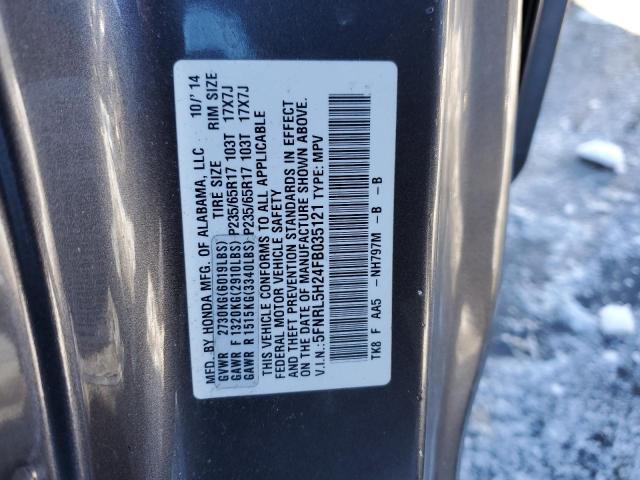 MFD. BY HONDA MFG. OF ALABAMA, LLC 10/'14
TIRE SIZE RIM SIZE
GVWR 2730KG(6019LBS)
GAWR F 1320KG(2910LBS) P235/65R17 103T 17X7J
GAWR R 1515KG(3340LBS) P235/65R17 103T 17X7J
THIS VEHICLE CONFORMS TO ALL APPLICABLE
FEDERAL MOTOR VEHICLE SAFETY
AND THEFT PREVENTION STANDARDS IN EFFECT
ON THE DATE OF MANUFACTURE SHOWN ABOVE.
V.I.N.:5FNRL5H24FB035121 TYPE: MPV
TK8 F AA5 -NH797M -B -B